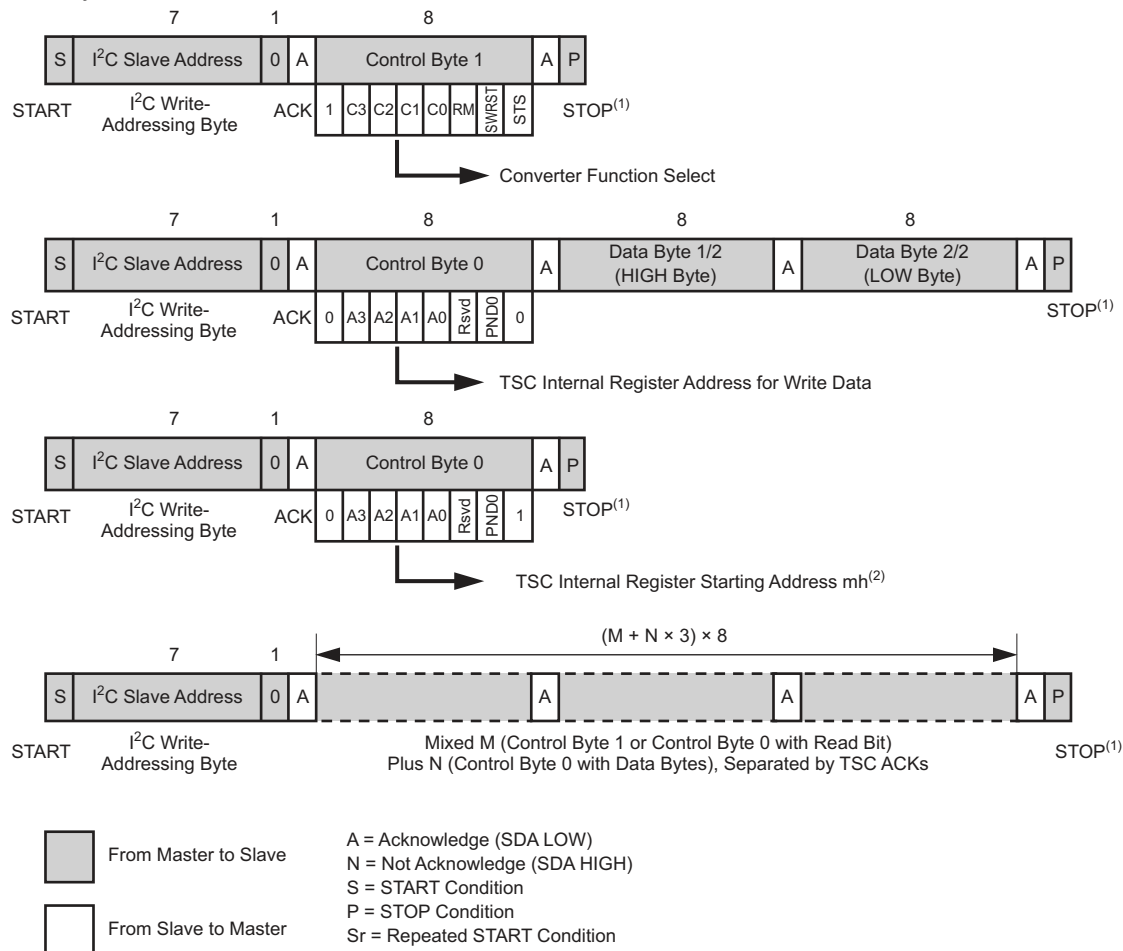 7 1 8
S I²C Slave Address 0 A Control Byte 1 A P
START I²C Write-Addressing Byte ACK 1 C3 C2 C1 C0 RM SWRST STS STOP(1)
Converter Function Select
7 1 8 8 8
S I²C Slave Address 0 A Control Byte 0 A Data Byte 1/2 (HIGH Byte) A Data Byte 2/2 (LOW Byte) A P
START I²C Write-Addressing Byte ACK 0 A3 A2 A1 A0 Rsvd PND0 0 STOP(1)
TSC Internal Register Address for Write Data
7 1 8
S I²C Slave Address 0 A Control Byte 0 A P
START I²C Write-Addressing Byte ACK 0 A3 A2 A1 A0 Rsvd PND0 1 STOP(1)
TSC Internal Register Starting Address mh(2)
(M + N × 3) × 8
7 1
S I²C Slave Address 0 A A A A P
START I²C Write-Addressing Byte STOP(1)
Mixed M (Control Byte 1 or Control Byte 0 with Read Bit)
Plus N (Control Byte 0 with Data Bytes), Separated by TSC ACKs
From Master to Slave
From Slave to Master
A = Acknowledge (SDA LOW)
N = Not Acknowledge (SDA HIGH)
S = START Condition
P = STOP Condition
Sr = Repeated START Condition